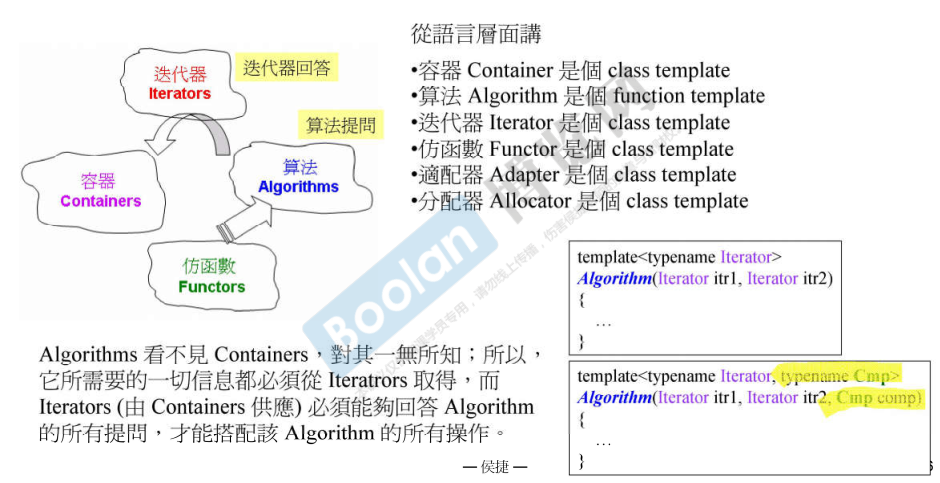 從語言層面講
•容器 Container 是個 class template
•算法 Algorithm 是個 function template
•迭代器 Iterator 是個 class template
•仿函數 Functor 是個 class template
•適配器 Adapter 是個 class template
•分配器 Allocator 是個 class template
迭代器
Iterators
迭代器回答
算法提問
容器
Containers
算法
Algorithms
仿函數
Functors
template<typename Iterator>
Algorithm(Iterator itr1, Iterator itr2)
{
…
}
template<typename Iterator, typename Cmp>
Algorithm(Iterator itr1, Iterator itr2, Cmp comp)
{
…
}
Algorithms 看不見 Containers，對其一無所知；所以，
它所需要的一切信息都必須從 Iteratrors 取得，而
Iterators (由 Containers 供應) 必須能夠回答 Algorithm
的所有提問，才能搭配該 Algorithm 的所有操作。
— 侯捷 —
Boolan 博览网